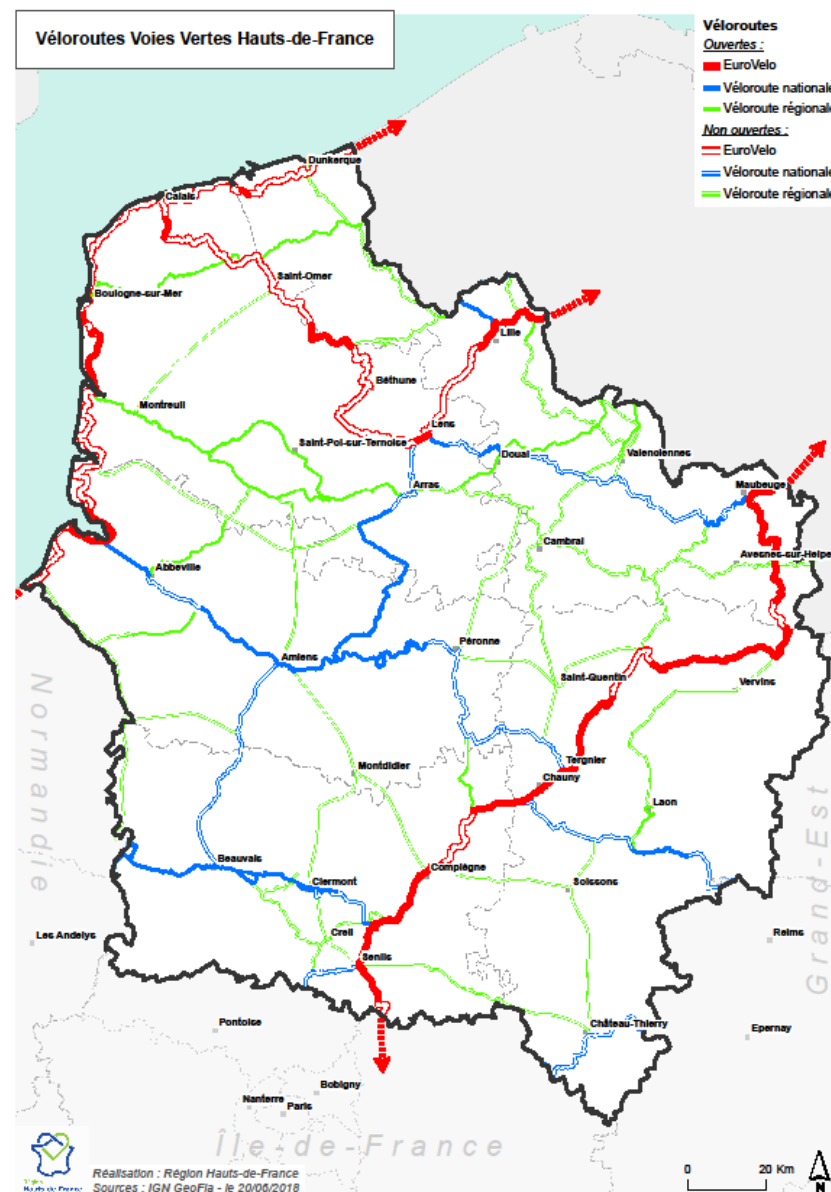 Véloroutes Voies Vertes Hauts-de-France
Véloroutes
Ouvertes :
EuroVelo
Véloroute nationale
Véloroute régionale
Non ouvertes :
EuroVelo
Véloroute nationale
Véloroute régionale
Dunkerque
Calais
Saint-Omer
Boulogne-sur-Mer
Lille
Béthune
Montreuil
Lens
Saint-Pol-sur-Ternoise
Douai
Valenciennes
Arras
Maubeuge
Cambrai
Avesnes-sur-Helpe
Abbeville
Péronne
Amiens
Saint-Quentin
Vervins
Normandie
Tergnier
Montdidier
Chauny
Laon
Beauvais
Compiègne
Clermont
Soissons
Creil
Les Andelys
Senlis
Reims
Grand-Est
Pontoise
Château-Thierry
Epernay
Bobigny
Nanterre
Paris
Île-de-France
Hauts-de-France
Réalisation : Région Hauts-de-France
Sources : IGN GeoFla - le 20/06/2018
0 20 Km
N